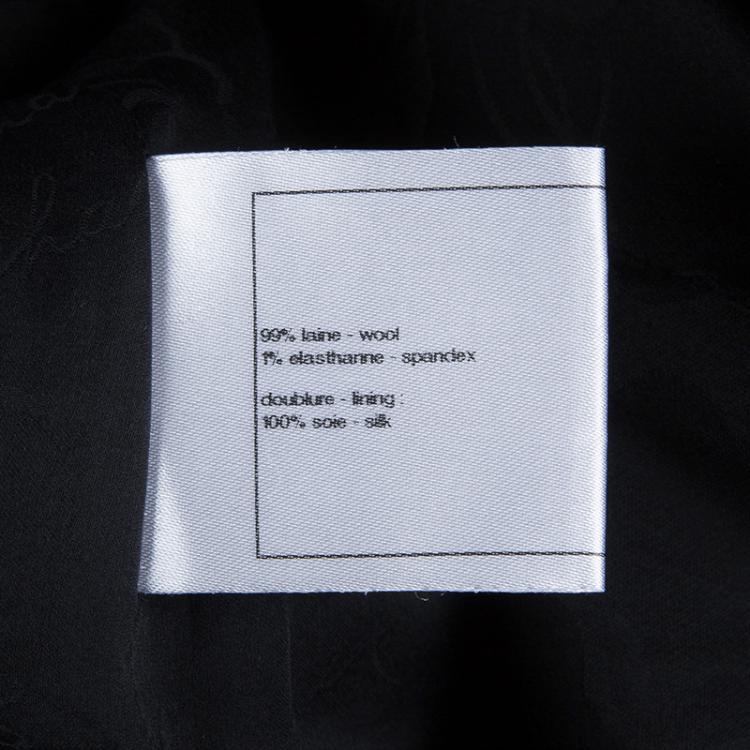 99% laine - wool
1% elasthanne - spandex
doublure - lining :
100% soie - silk